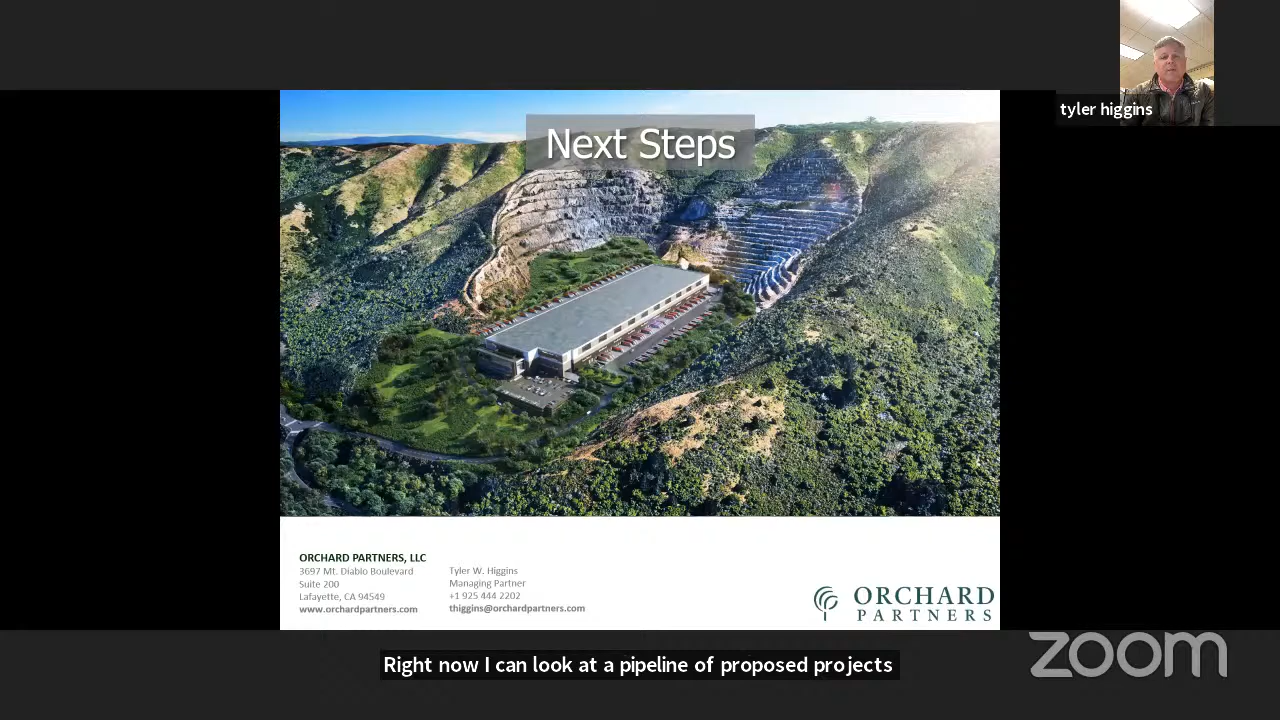 tyler higgins
Next Steps
ORCHARD PARTNERS, LLC
3697 Mt. Diablo Boulevard
Suite 200
Lafayette, CA 94549
www.orchardpartners.com
Tyler W. Higgins
Managing Partner
+1 925 444 2202
thiggins@orchardpartners.com
ORCHARD
PARTNERS
Right now I can look at a pipeline of proposed projects
zoom